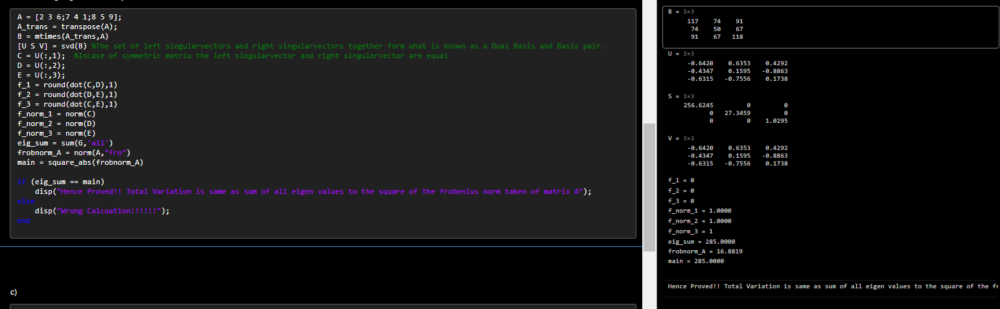 A = [2 3 6;7 4 1;8 5 9];
A_trans = transpose(A);
B = mtimes(A_trans,A)
[U S V] = svd(B) %The set of left singularvectors and right singularvectors together form what is known as a Dual Basis and Basis pair.
C = U(:,1);  %Incase of symmetric matrix the left singularvector and right singularvector are equal
D = U(:,2);
E = U(:,3);
f_1 = round(dot(C,D),1)
f_2 = round(dot(D,E),1)
f_3 = round(dot(C,E),1)
f_norm_1 = norm(C)
f_norm_2 = norm(D)
f_norm_3 = norm(E)
eig_sum = sum(G,'all')
frobnorm_A = norm(A,"fro")
main = square_abs(frobnorm_A)
if (eig_sum == main)
disp("Hence Proved!! Total Variation is same as sum of all eigen values to the square of the frobenius norm taken of matrix A");
else
disp("Wrong Calcuation!!!!!!");
end
c)
B = 3×3
117 74 91
74 50 67
91 67 118
U = 3×3
-0.6420 0.6353 0.4292
-0.4347 0.1595 -0.8863
-0.6315 -0.7556 0.1738
S = 3×3
256.6245 0 0
0 27.3459 0
0 0 1.0295
V = 3×3
-0.6420 0.6353 0.4292
-0.4347 0.1595 -0.8863
-0.6315 -0.7556 0.1738
f_1 = 0
f_2 = 0
f_3 = 0
f_norm_1 = 1.0000
f_norm_2 = 1.0000
f_norm_3 = 1
eig_sum = 285.0000
frobnorm_A = 16.8819
main = 285.0000
Hence Proved!! Total Variation is same as sum of all eigen values to the square of the